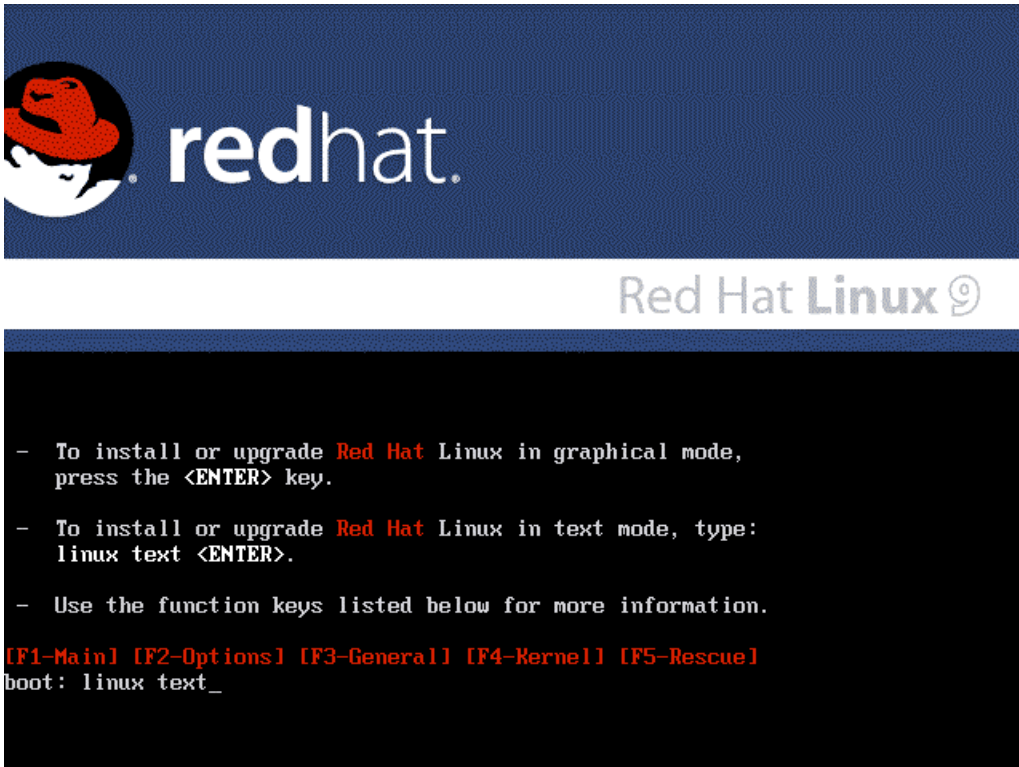 redhat.
Red Hat Linux 9
- To install or upgrade Red Hat Linux in graphical mode,
press the <ENTER> key.
- To install or upgrade Red Hat Linux in text mode, type:
linux text <ENTER>.
- Use the function keys listed below for more information.
[F1-Main] [F2-Options] [F3-General] [F4-Kernel] [F5-Rescue]
boot: linux text_